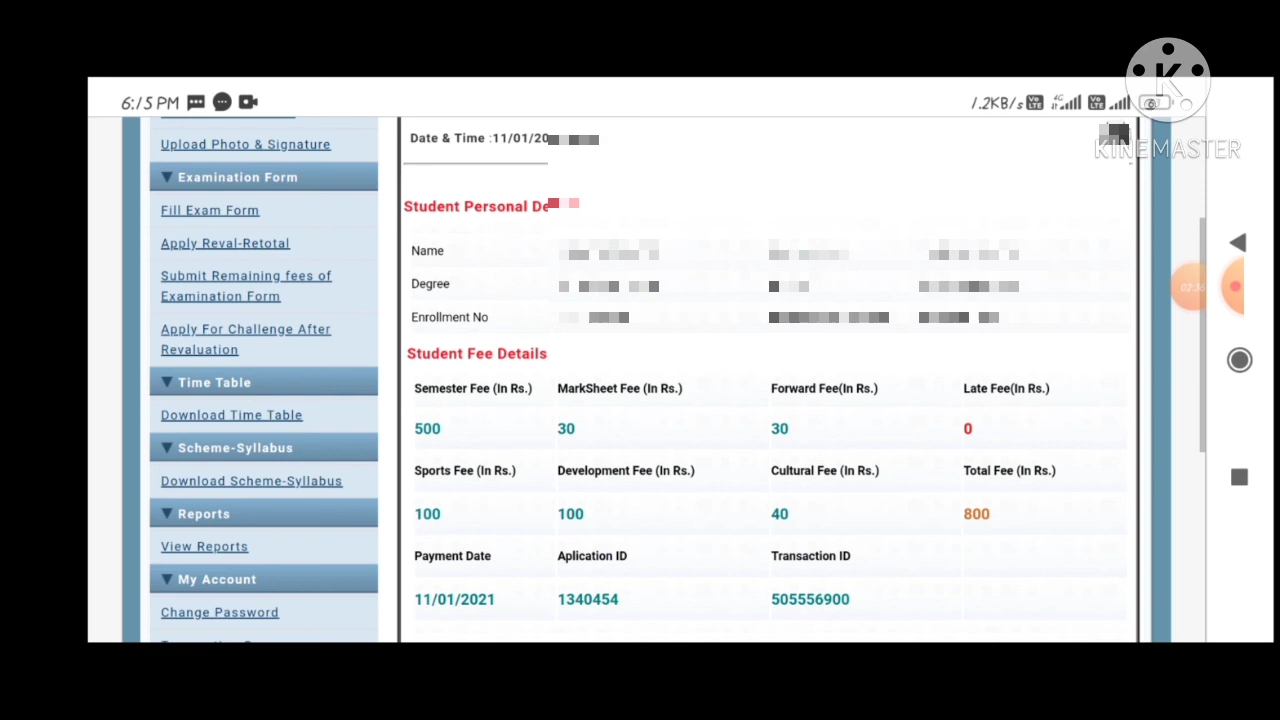 6:15 PM
1.2KB/s
KINEMASTER
Upload Photo & Signature
Examination Form
Fill Exam Form
Apply Reval-Retotal
Submit Remaining fees of
Examination Form
Apply For Challenge After
Revaluation
Time Table
Download Time Table
Scheme-Syllabus
Download Scheme-Syllabus
Reports
View Reports
My Account
Change Password
Date & Time :11/01/20
Student Personal De
Name
Degree
Enrollment No
Student Fee Details
Semester Fee (In Rs.) MarkSheet Fee (In Rs.) Forward Fee(In Rs.) Late Fee(In Rs.)
500 30 30 0
Sports Fee (In Rs.) Development Fee (In Rs.) Cultural Fee (In Rs.) Total Fee (In Rs.)
100 100 40 800
Payment Date Aplication ID Transaction ID
11/01/2021 1340454 505556900
02:36